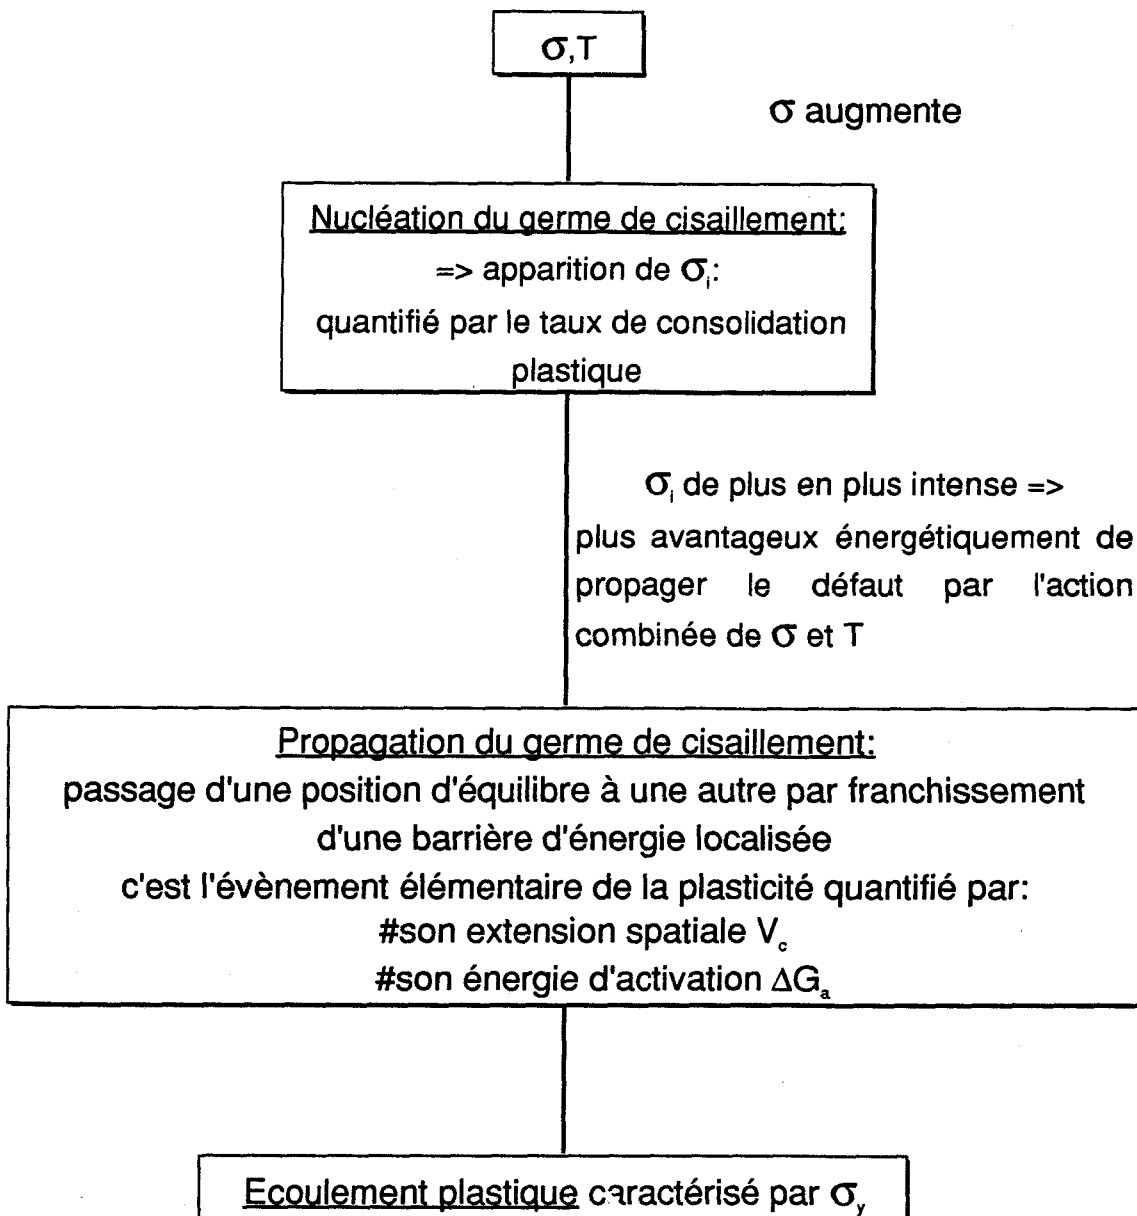 σ,T
σ augmente
Nucléation du germe de cisaillement:
=> apparition de σᵢ:
quantifié par le taux de consolidation
plastique
σᵢ de plus en plus intense =>
plus avantageux énergétiquement de
propager le défaut par l'action
combinée de σ et T
Propagation du germe de cisaillement:
passage d'une position d'équilibre à une autre par franchissement
d'une barrière d'énergie localisée
c'est l'évènement élémentaire de la plasticité quantifié par:
#son extension spatiale V_c
#son énergie d'activation ΔG_a
Ecoulement plastique caractérisé par σ_y